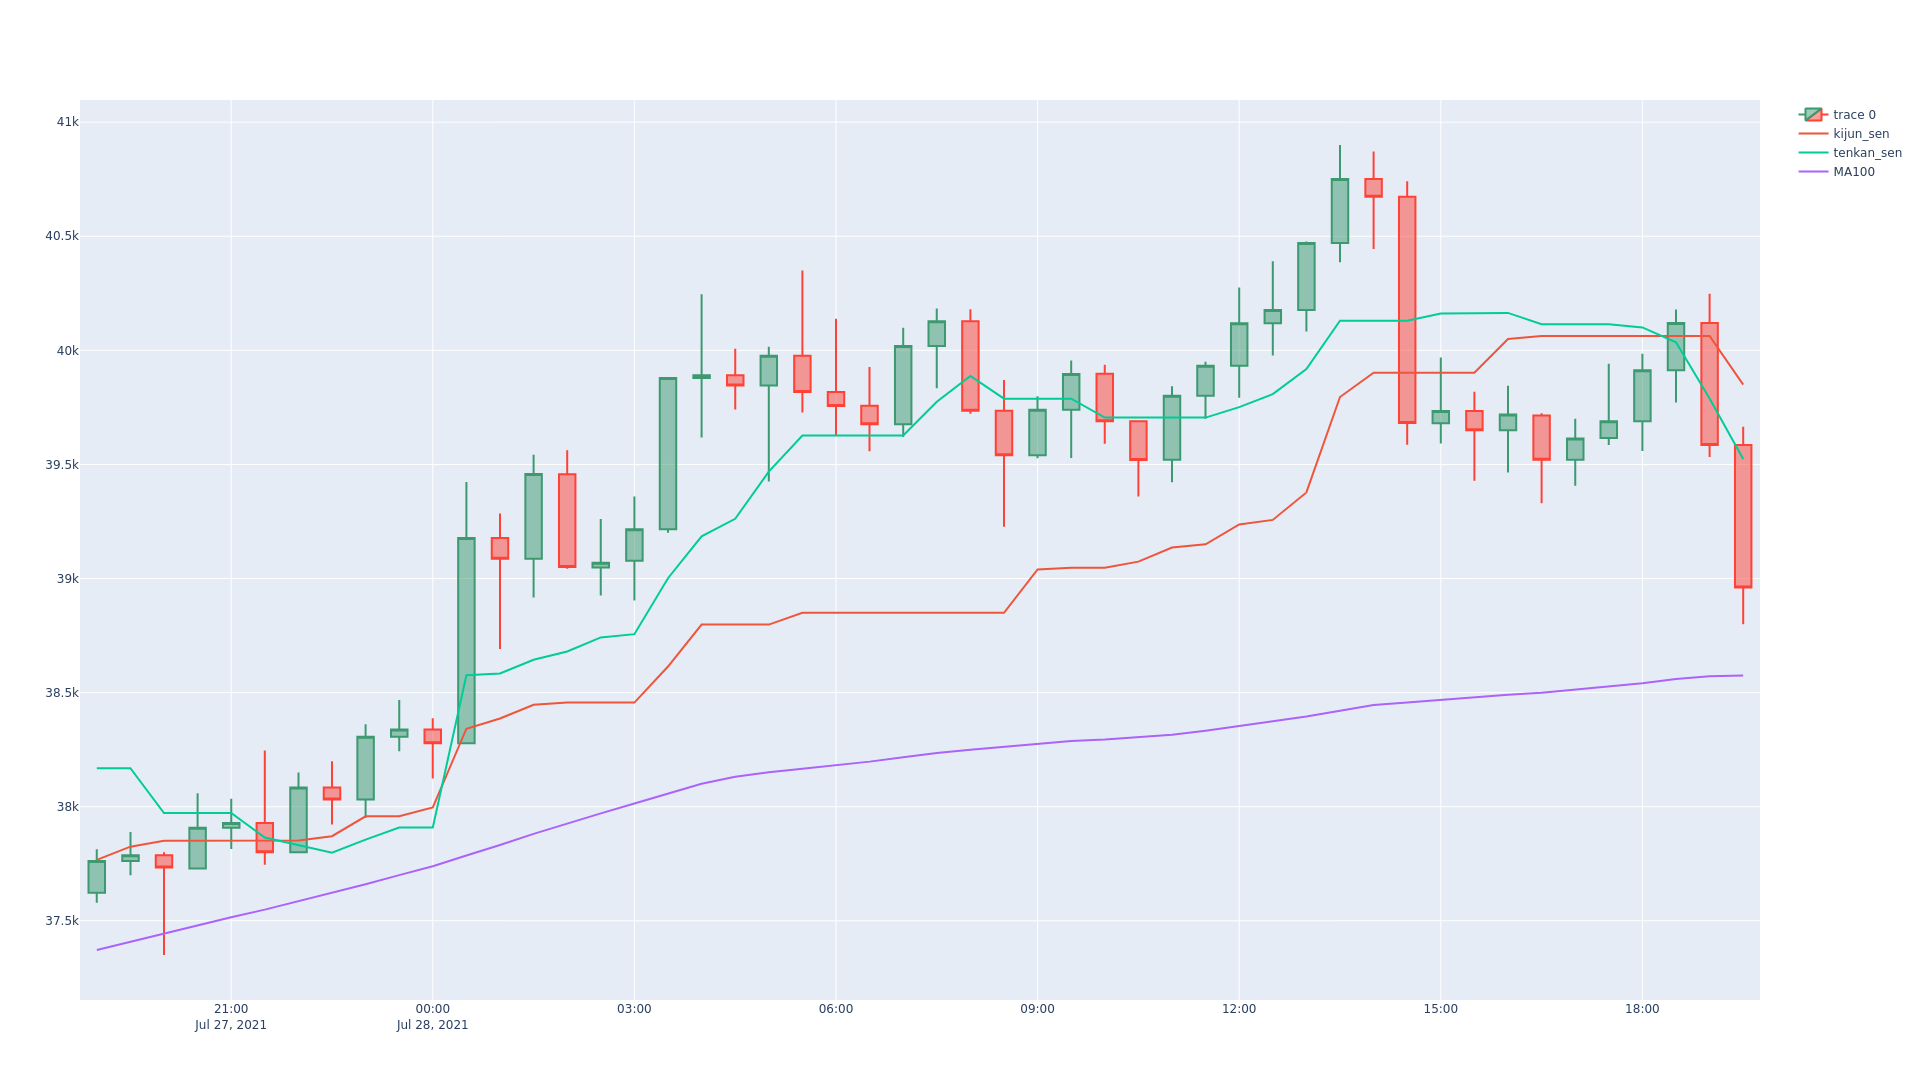 41k
40.5k
40k
39.5k
39k
38.5k
38k
37.5k
21:00
Jul 27, 2021
00:00
Jul 28, 2021
03:00
06:00
09:00
12:00
15:00
18:00
trace 0
kijun_sen
tenkan_sen
MA100